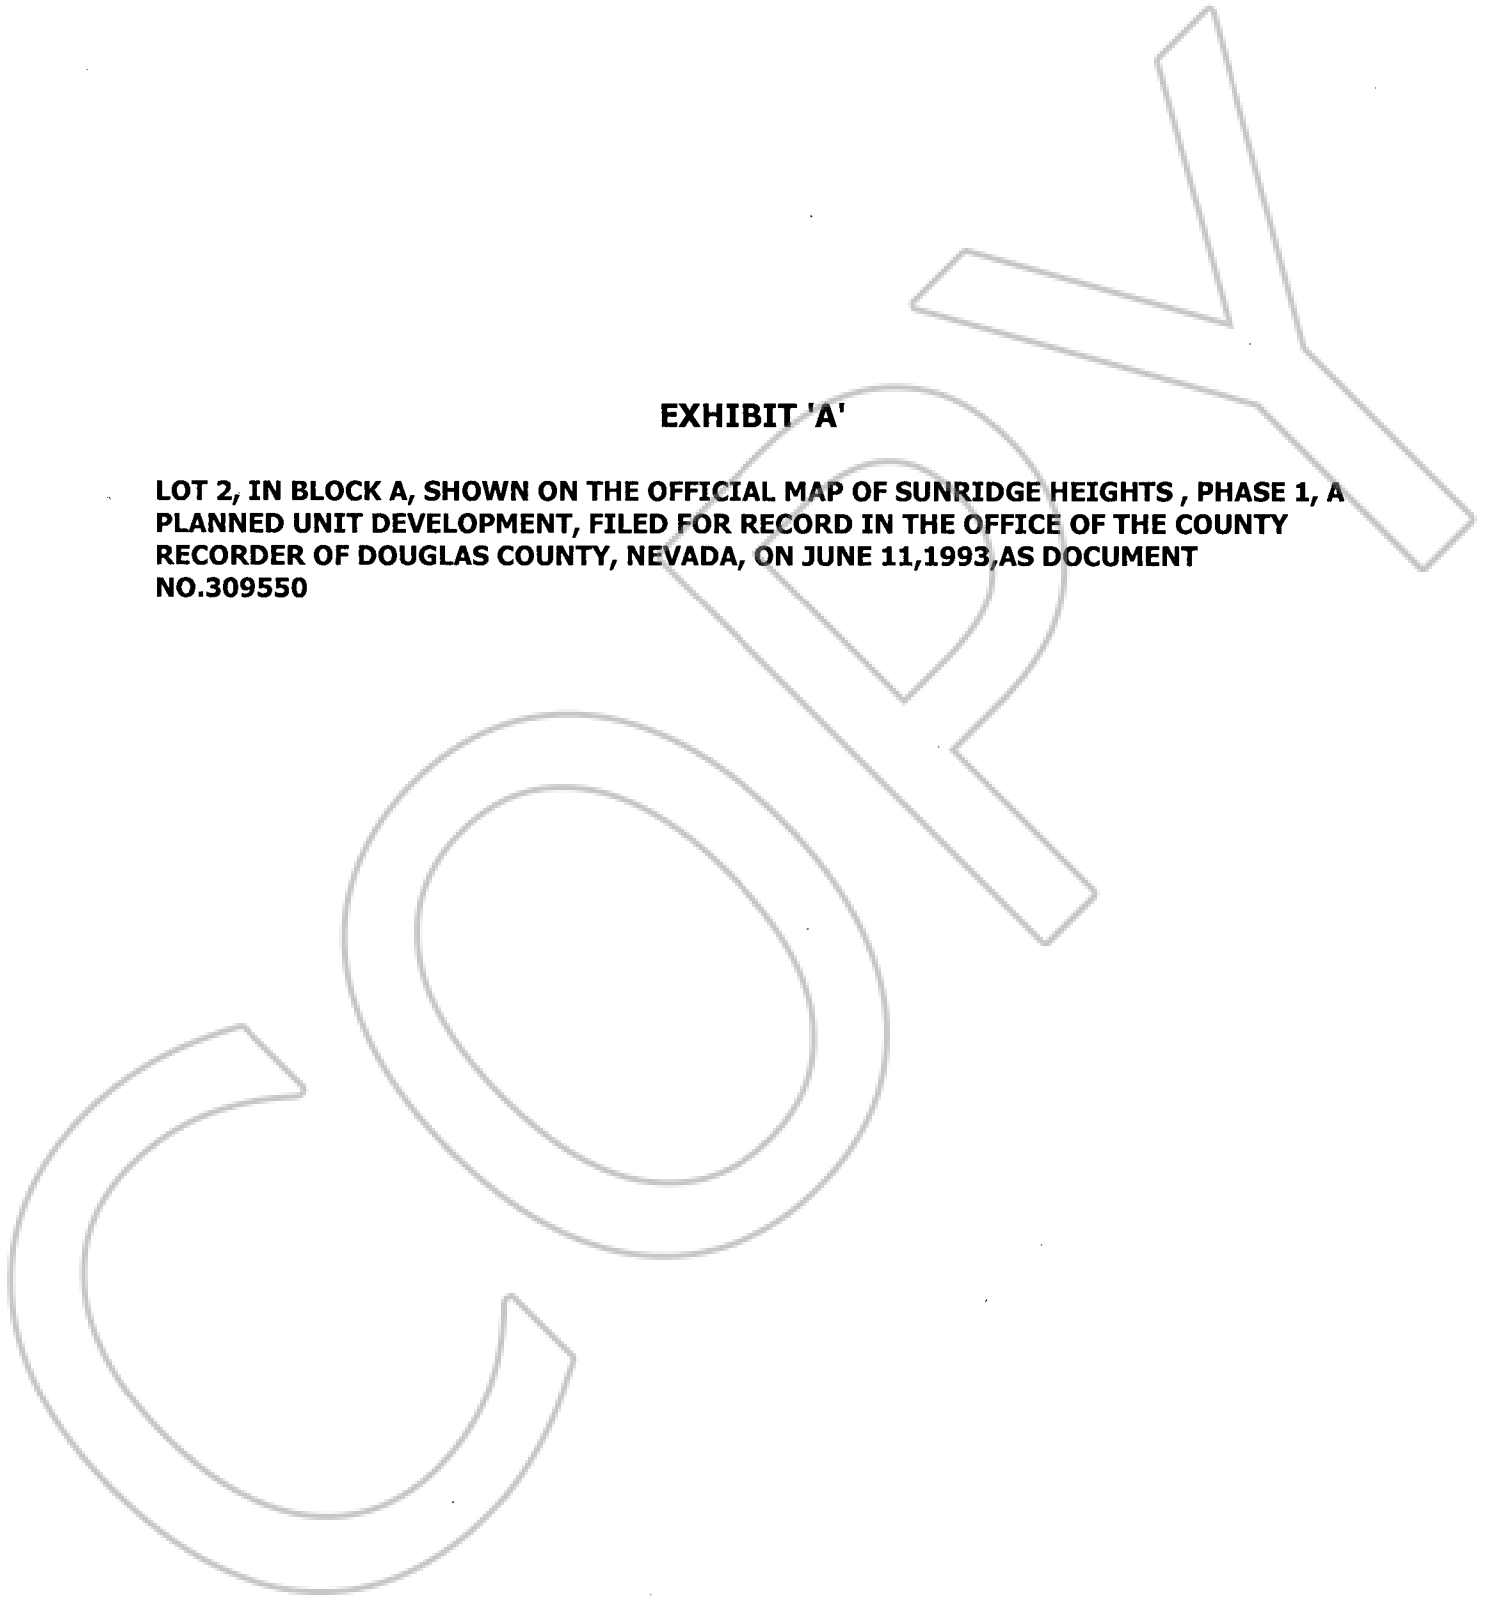 EXHIBIT 'A'
LOT 2, IN BLOCK A, SHOWN ON THE OFFICIAL MAP OF SUNRIDGE HEIGHTS , PHASE 1, A
PLANNED UNIT DEVELOPMENT, FILED FOR RECORD IN THE OFFICE OF THE COUNTY
RECORDER OF DOUGLAS COUNTY, NEVADA, ON JUNE 11,1993,AS DOCUMENT
NO.309550
COPY